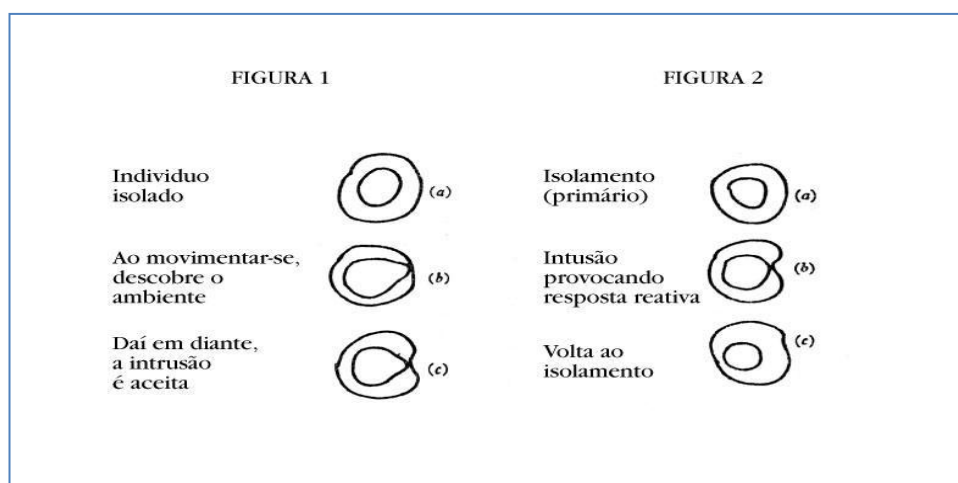 FIGURA 1
Individuo
isolado
(a)
Ao movimentar-se,
descobre o
ambiente
(b)
Daí em diante,
a intrusão
é aceita
(c)
FIGURA 2
Isolamento
(primário)
(a)
Intusão
provocando
resposta reativa
(b)
Volta ao
isolamento
(c)